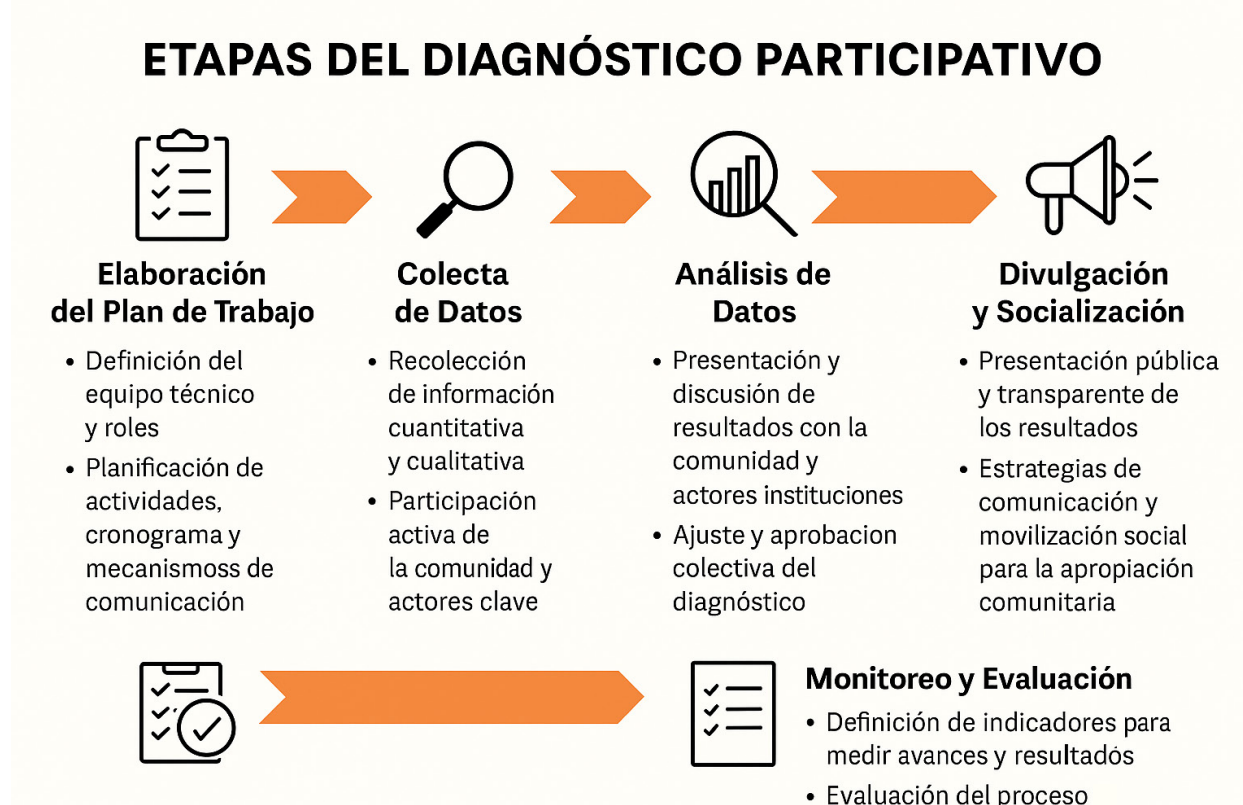 ETAPAS DEL DIAGNÓSTICO PARTICIPATIVO
Elaboración
del Plan de Trabajo
• Definición del
equipo técnico
y roles
• Planificación de
actividades,
cronograma y
mecanismoss de
comunicación
Colecta
de Datos
• Recolección
de información
cuantitativa
y cualitativa
• Participación
activa de
la comunidad y
actores clave
Análisis de
Datos
• Presentación y
discusión de
resultados con la
comunidad y
actores instituciones
• Ajuste y aprobacion
colectiva del
diagnóstico
Divulgación
y Socialización
• Presentación pública
y transparente de
los resultados
• Estrategias de
comunicación y
movilización social
para la apropiación
comunitaria
Monitoreo y Evaluación
• Definición de indicadores para
medir avances y resultados
• Evaluación del proceso